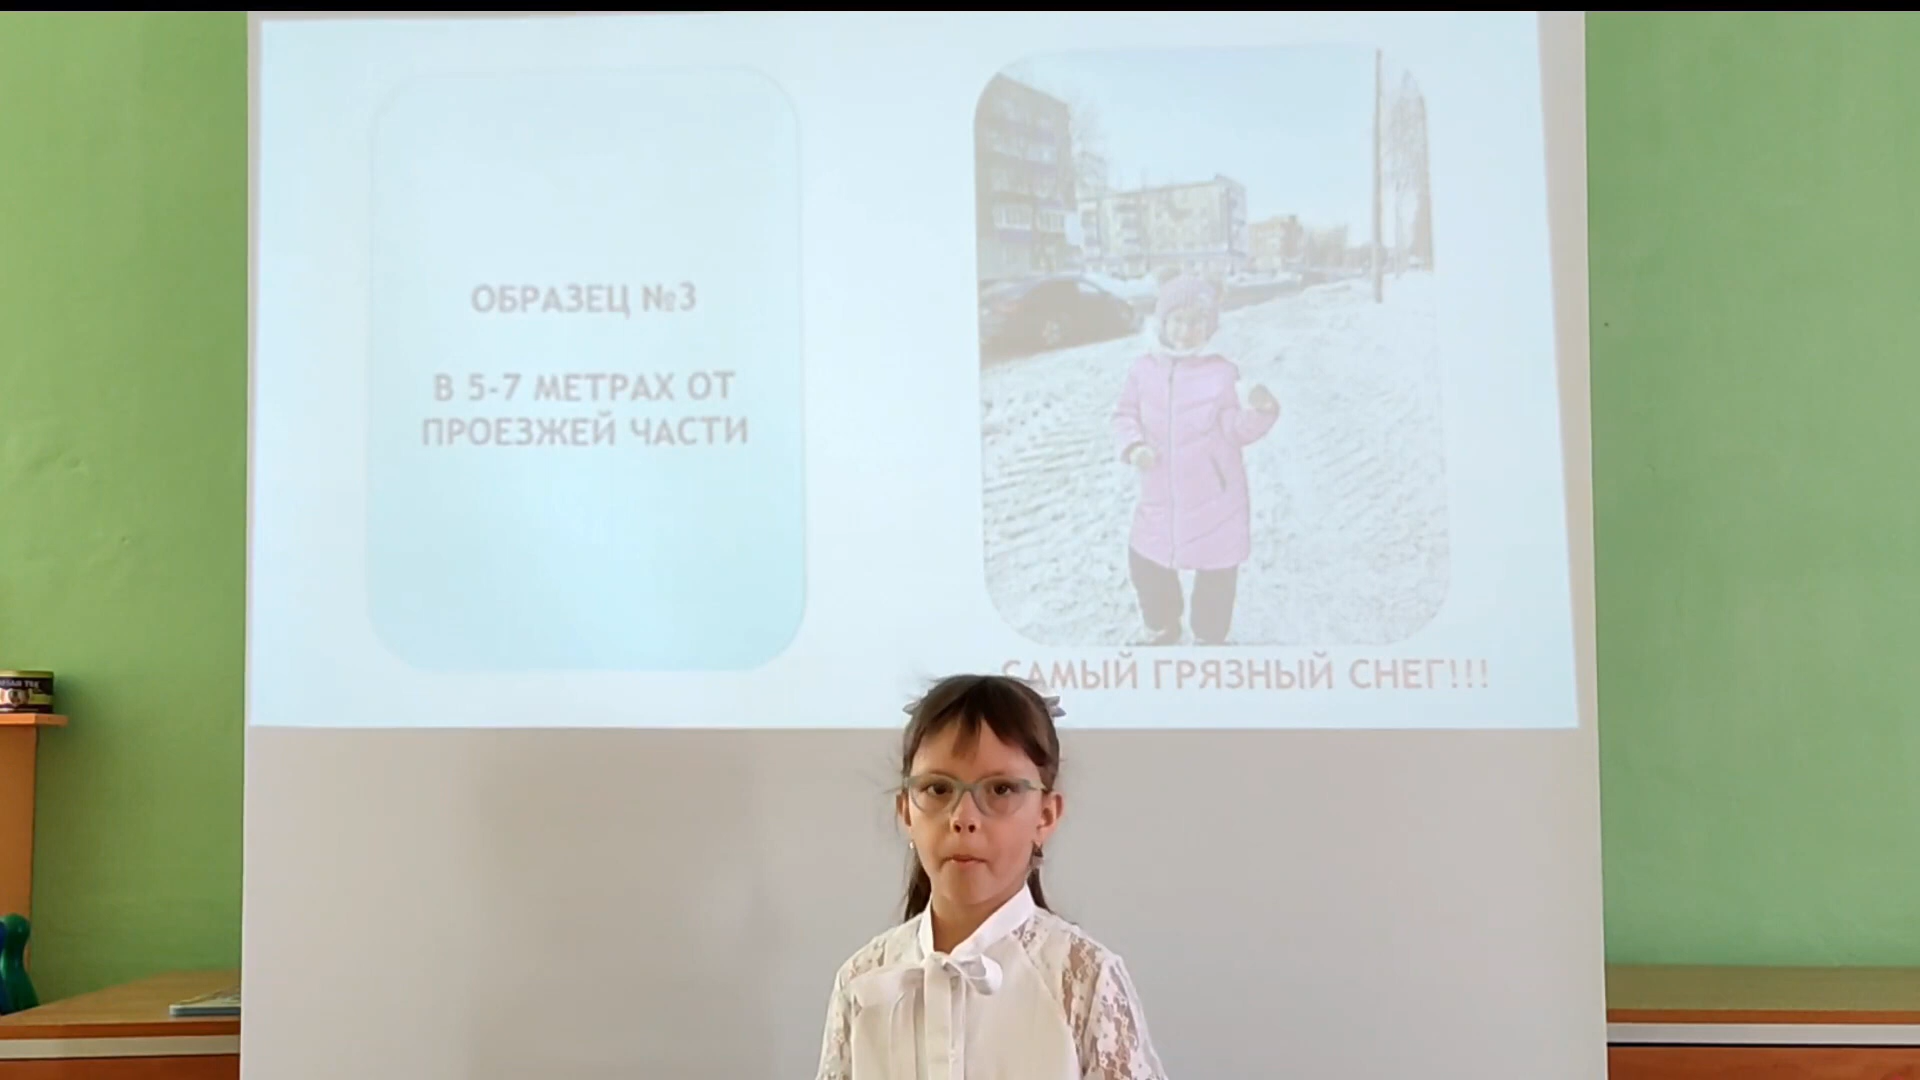 ОБРАЗЕЦ №3
В 5-7 МЕТРАХ ОТ
ПРОЕЗЖЕЙ ЧАСТИ
САМЫЙ ГРЯЗНЫЙ СНЕГ!!!